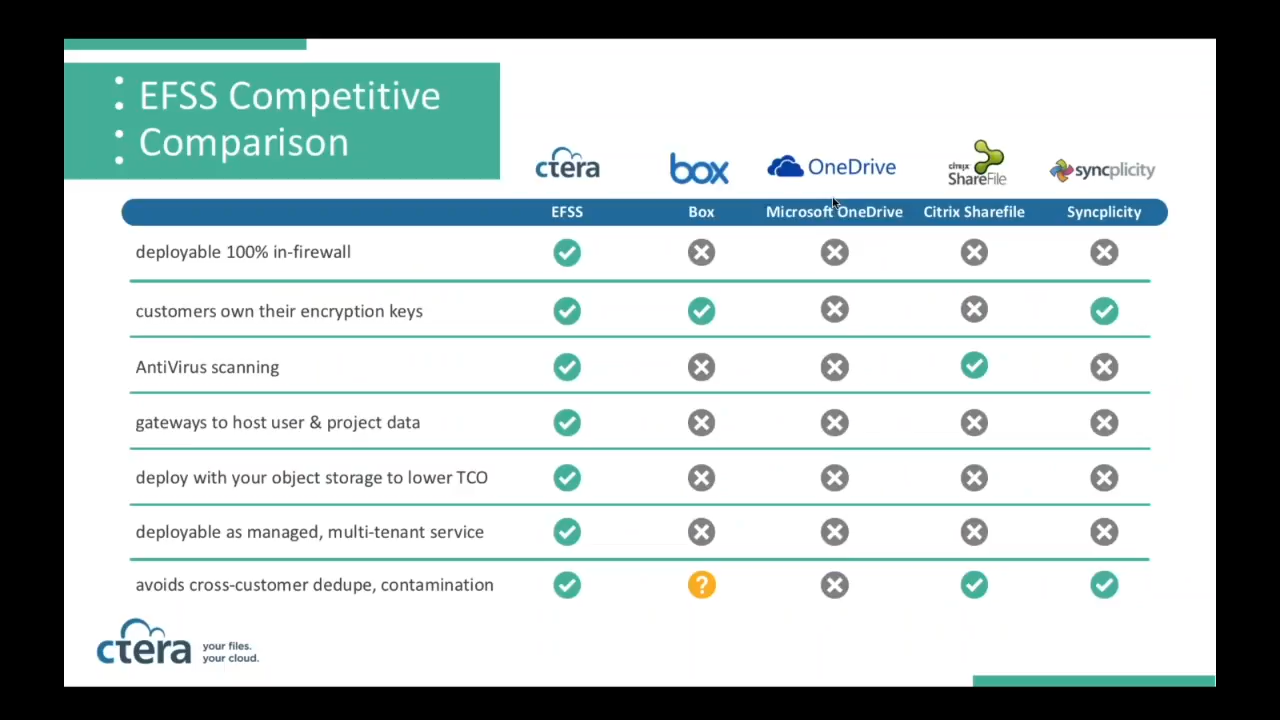 EFSS Competitive
Comparison
ctera
box
OneDrive
citrix
ShareFile
syncplicity
EFSS Box Microsoft OneDrive Citrix Sharefile Syncplicity
deployable 100% in-firewall
customers own their encryption keys
AntiVirus scanning
gateways to host user & project data
deploy with your object storage to lower TCO
deployable as managed, multi-tenant service
avoids cross-customer dedupe, contamination ?
ctera
your files.
your cloud.